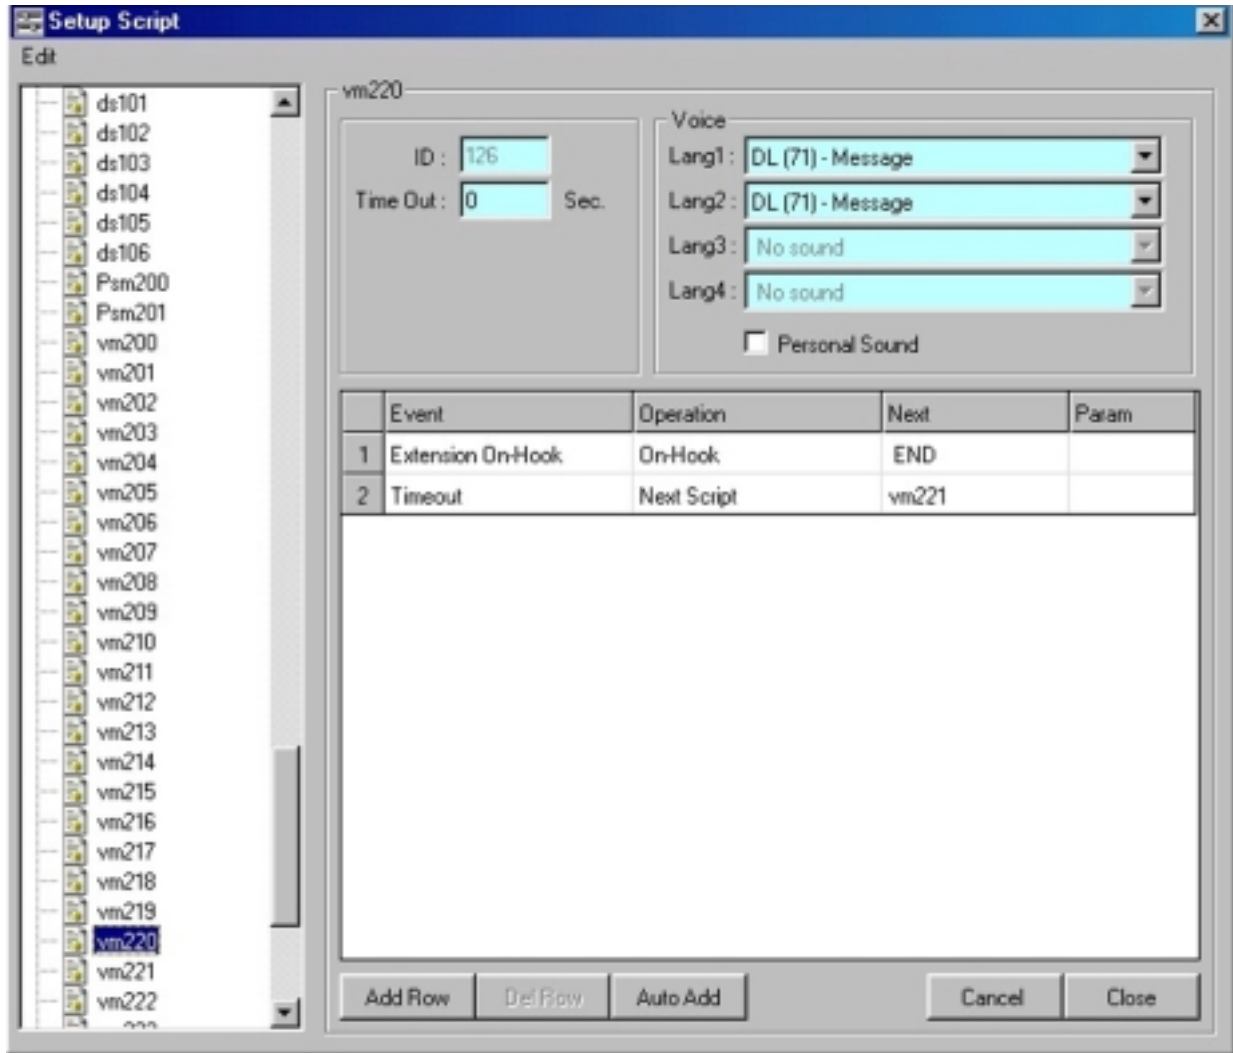 Setup Script
Edit
ds101
ds102
ds103
ds104
ds105
ds106
Psm200
Psm201
vm200
vm201
vm202
vm203
vm204
vm205
vm206
vm207
vm208
vm209
vm210
vm211
vm212
vm213
vm214
vm215
vm216
vm217
vm218
vm219
vm220
vm221
vm222
vm220
ID : 126
Time Out : 0 Sec.
Voice
Lang1 : DL (71) - Message
Lang2 : DL (71) - Message
Lang3 : No sound
Lang4 : No sound
Personal Sound
Event Operation Next Param
1 Extension On-Hook On-Hook END
2 Timeout Next Script vm221
Add Row Del Row Auto Add Cancel Close